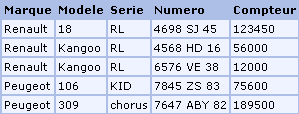 Marque Modele Serie Numero Compteur
Renault 18 RL 4698 SJ 45 123450
Renault Kangoo RL 4568 HD 16 56000
Renault Kangoo RL 6576 VE 38 12000
Peugeot 106 KID 7845 ZS 83 75600
Peugeot 309 chorus 7647 ABY 82 189500